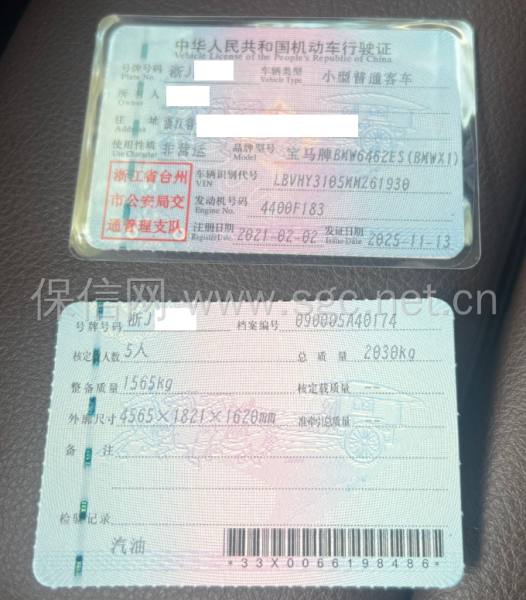 中华人民共和国机动车行驶证
Vehicle License of the People's Republic of China
号牌号码 浙J 车辆类型 小型普通客车
Plate No. Vehicle Type
所 有 人
Owner
住 址 浙江省
Address
使用性质 非营运 品牌型号 宝马牌BMW6462ES(BMWX1)
Use Character Model
浙江省台州市公安局交通管理支队
车辆识别代号 LBVHY3105MMZ61930
VIN
发动机号码 4400F183
Engine No.
注册日期 2021-02-02 发证日期 2025-11-13
Register Date Issue Date
保信网 www.sgc.net.cn
号牌号码 浙J 档案编号 090005A40174
核定载人数 5人 总 质 量 2030kg
整备质量 1565kg 核定载质量 --
外廓尺寸 4565×1821×1620mm 准牵引总质量 --
备 注
检验记录
汽油
*33X0066198486*